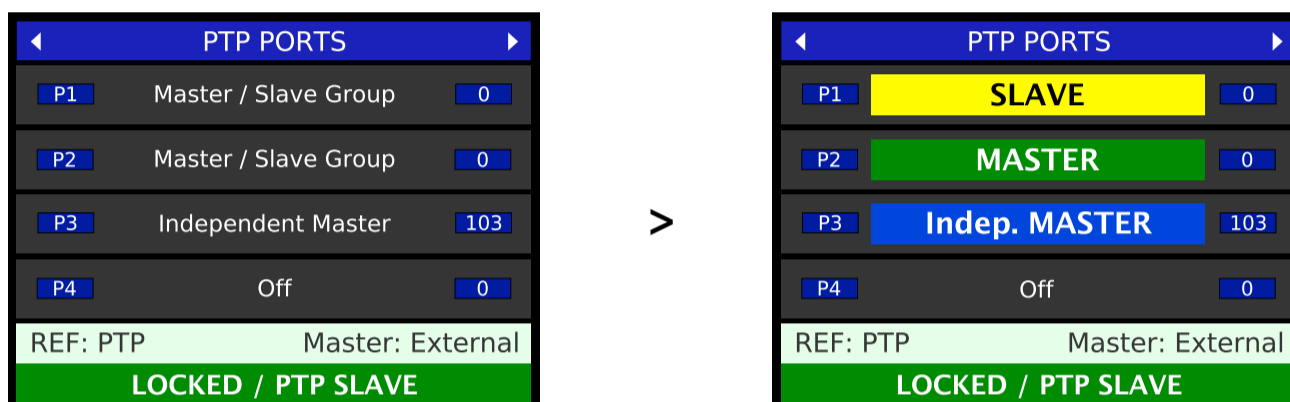 PTP PORTS
P1 Master / Slave Group 0
P2 Master / Slave Group 0
P3 Independent Master 103
P4 Off 0
REF: PTP Master: External
LOCKED / PTP SLAVE
>
PTP PORTS
P1 SLAVE 0
P2 MASTER 0
P3 Indep. MASTER 103
P4 Off 0
REF: PTP Master: External
LOCKED / PTP SLAVE